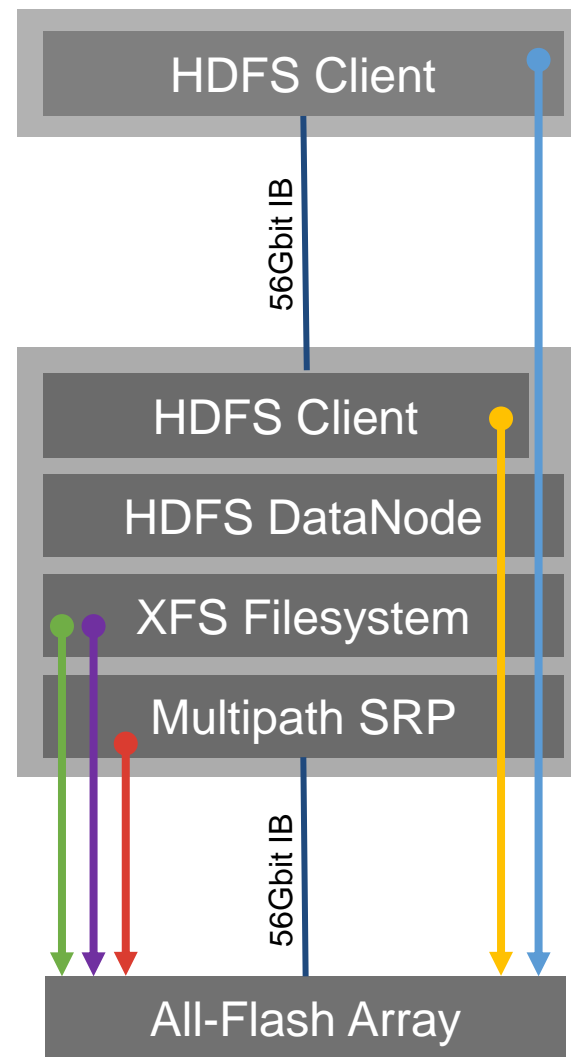 HDFS Client
56Gbit IB
HDFS Client
HDFS DataNode
XFS Filesystem
Multipath SRP
56Gbit IB
All-Flash Array